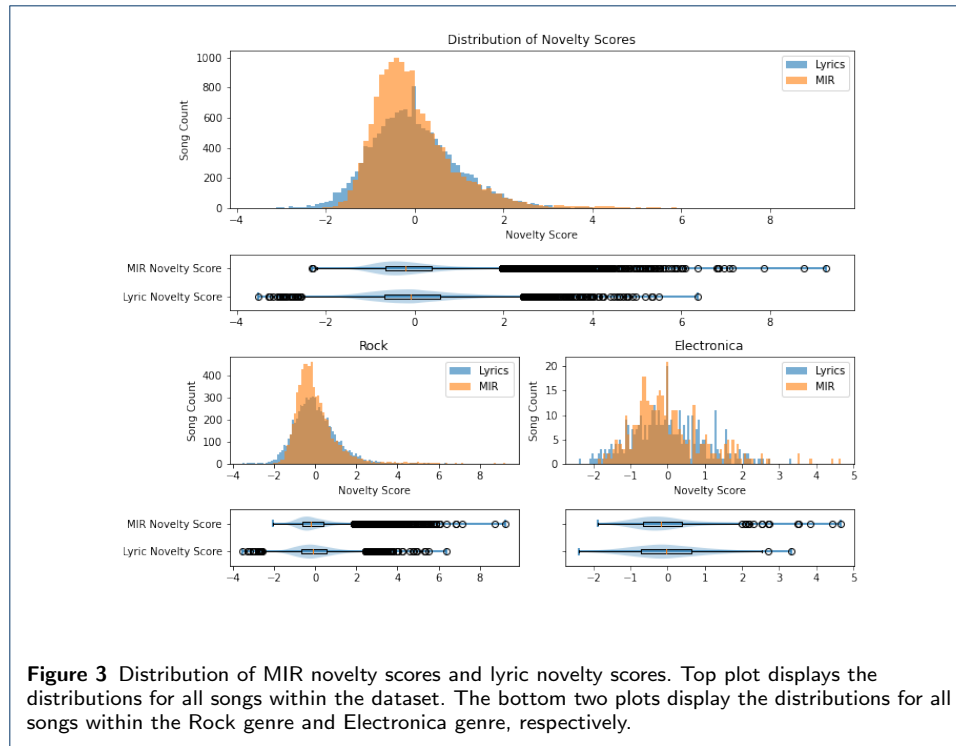 Distribution of Novelty Scores
1000
800
600
400
200
0
Song Count
Lyrics
MIR
−4 −2 0 2 4 6 8
Novelty Score
MIR Novelty Score
Lyric Novelty Score
−2 0 2 4 6 8
Rock
400
300
200
100
0
Song Count
Lyrics
MIR
−4 −2 0 2 4 6 8
Novelty Score
Electronica
20
15
10
5
0
Song Count
Lyrics
MIR
−2 −1 0 1 2 3 4 5
Novelty Score
MIR Novelty Score
Lyric Novelty Score
−4 −2 0 2 4 6 8
−2 −1 0 1 2 3 4 5
Figure 3 Distribution of MIR novelty scores and lyric novelty scores. Top plot displays the
distributions for all songs within the dataset. The bottom two plots display the distributions for all
songs within the Rock genre and Electronica genre, respectively.